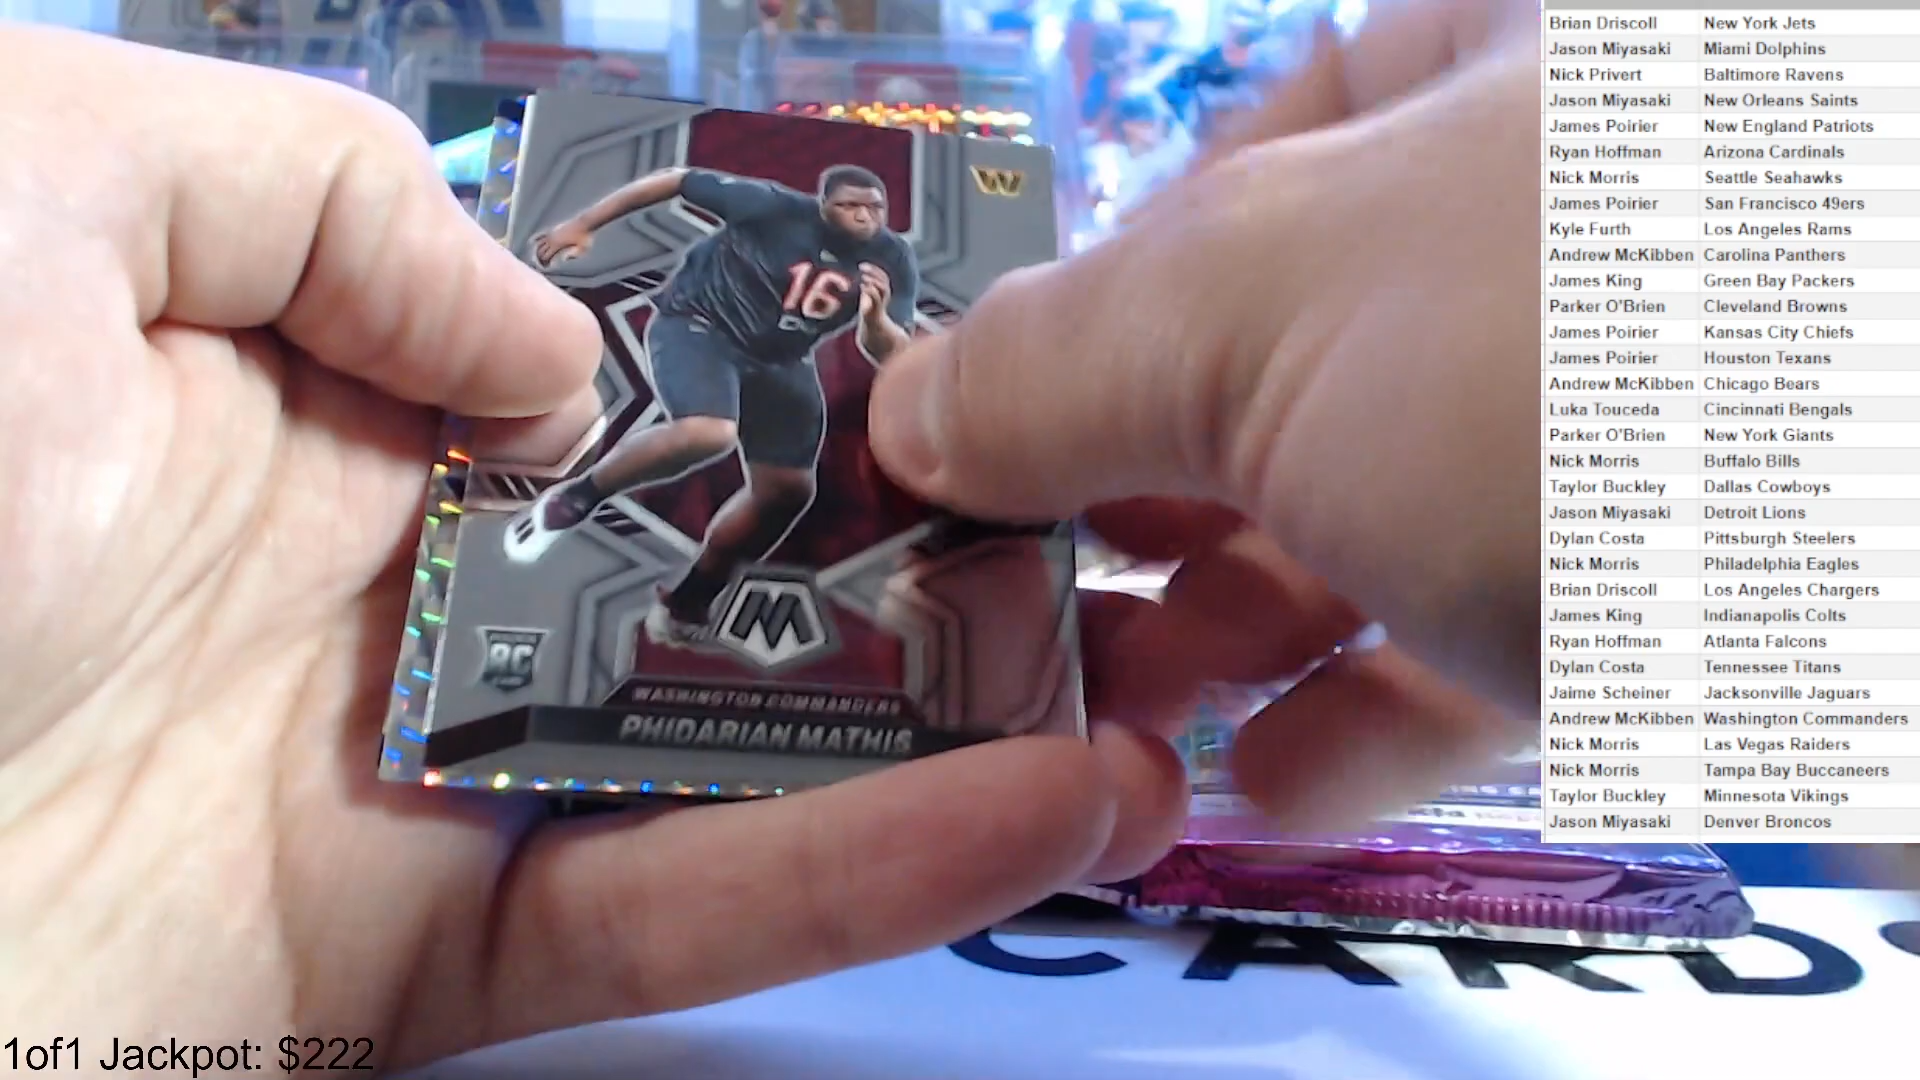 Brian Driscoll New York Jets
Jason Miyasaki Miami Dolphins
Nick Privert Baltimore Ravens
Jason Miyasaki New Orleans Saints
James Poirier New England Patriots
Ryan Hoffman Arizona Cardinals
Nick Morris Seattle Seahawks
James Poirier San Francisco 49ers
Kyle Furth Los Angeles Rams
Andrew McKibben Carolina Panthers
James King Green Bay Packers
Parker O'Brien Cleveland Browns
James Poirier Kansas City Chiefs
James Poirier Houston Texans
Andrew McKibben Chicago Bears
Luka Touceda Cincinnati Bengals
Parker O'Brien New York Giants
Nick Morris Buffalo Bills
Taylor Buckley Dallas Cowboys
Jason Miyasaki Detroit Lions
Dylan Costa Pittsburgh Steelers
Nick Morris Philadelphia Eagles
Brian Driscoll Los Angeles Chargers
James King Indianapolis Colts
Ryan Hoffman Atlanta Falcons
Dylan Costa Tennessee Titans
Jaime Scheiner Jacksonville Jaguars
Andrew McKibben Washington Commanders
Nick Morris Las Vegas Raiders
Nick Morris Tampa Bay Buccaneers
Taylor Buckley Minnesota Vikings
Jason Miyasaki Denver Broncos
W
16
M
RC
WASHINGTON COMMANDERS
PHIDARIAN MATHIS
CARD
1of1 Jackpot: $222